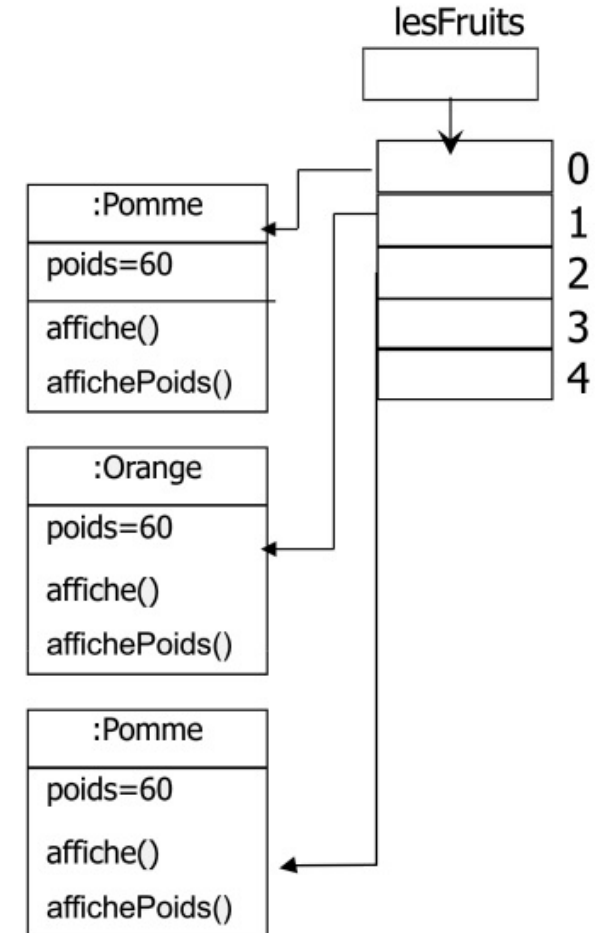 lesFruits
0
1
2
3
4
:Pomme
poids=60
affiche()
affichePoids()
:Orange
poids=60
affiche()
affichePoids()
:Pomme
poids=60
affiche()
affichePoids()